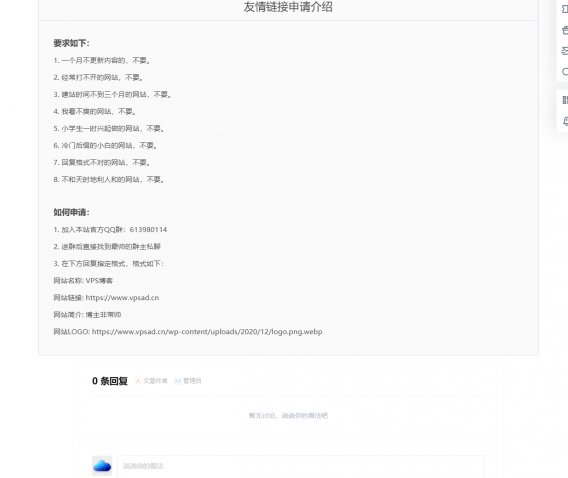 友情链接申请介绍
要求如下：
1. 一个月不更新内容的，不要。
2. 经常打不开的网站，不要。
3. 建站时间不到三个月的网站，不要。
4. 我看不爽的网站，不要。
5. 小学生一时兴起做的网站，不要。
6. 冷门后缀的小白的网站，不要。
7. 回复格式不对的网站，不要。
8. 不和天时地利人和的网站，不要。
如何申请：
1. 加入本站官方QQ群：613980114
2. 进群后直接找到最帅的群主私聊
3. 在下方回复指定格式，格式如下：
网站名称: VPS博客
网站链接: https://www.vpsad.cn
网站简介: 博主非常帅
网站LOGO: https://www.vpsad.cn/wp-content/uploads/2020/12/logo.png.webp
0 条回复 A 文章作者 M 管理员
暂无讨论，说说你的看法吧
说说你的看法